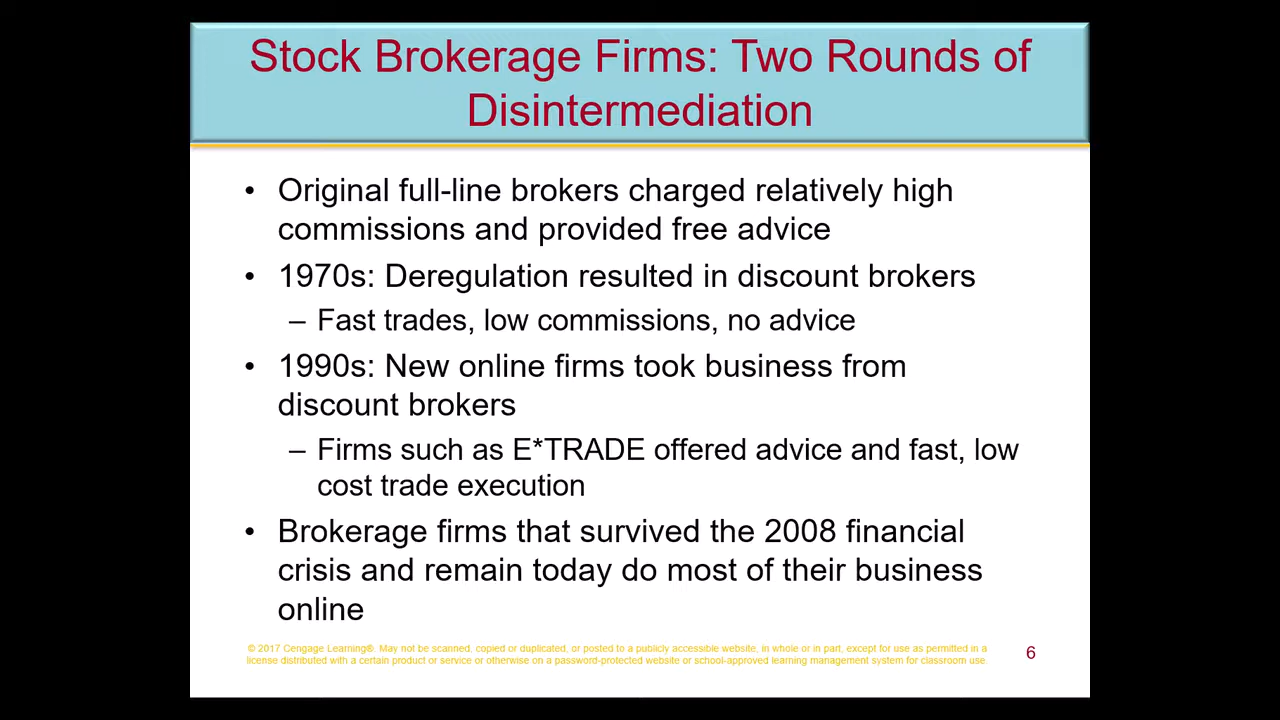 Stock Brokerage Firms: Two Rounds of
Disintermediation
• Original full-line brokers charged relatively high
commissions and provided free advice
• 1970s: Deregulation resulted in discount brokers
– Fast trades, low commissions, no advice
• 1990s: New online firms took business from
discount brokers
– Firms such as E*TRADE offered advice and fast, low
cost trade execution
• Brokerage firms that survived the 2008 financial
crisis and remain today do most of their business
online
© 2017 Cengage Learning®. May not be scanned, copied or duplicated, or posted to a publicly accessible website, in whole or in part, except for use as permitted in a
license distributed with a certain product or service or otherwise on a password-protected website or school-approved learning management system for classroom use.
6